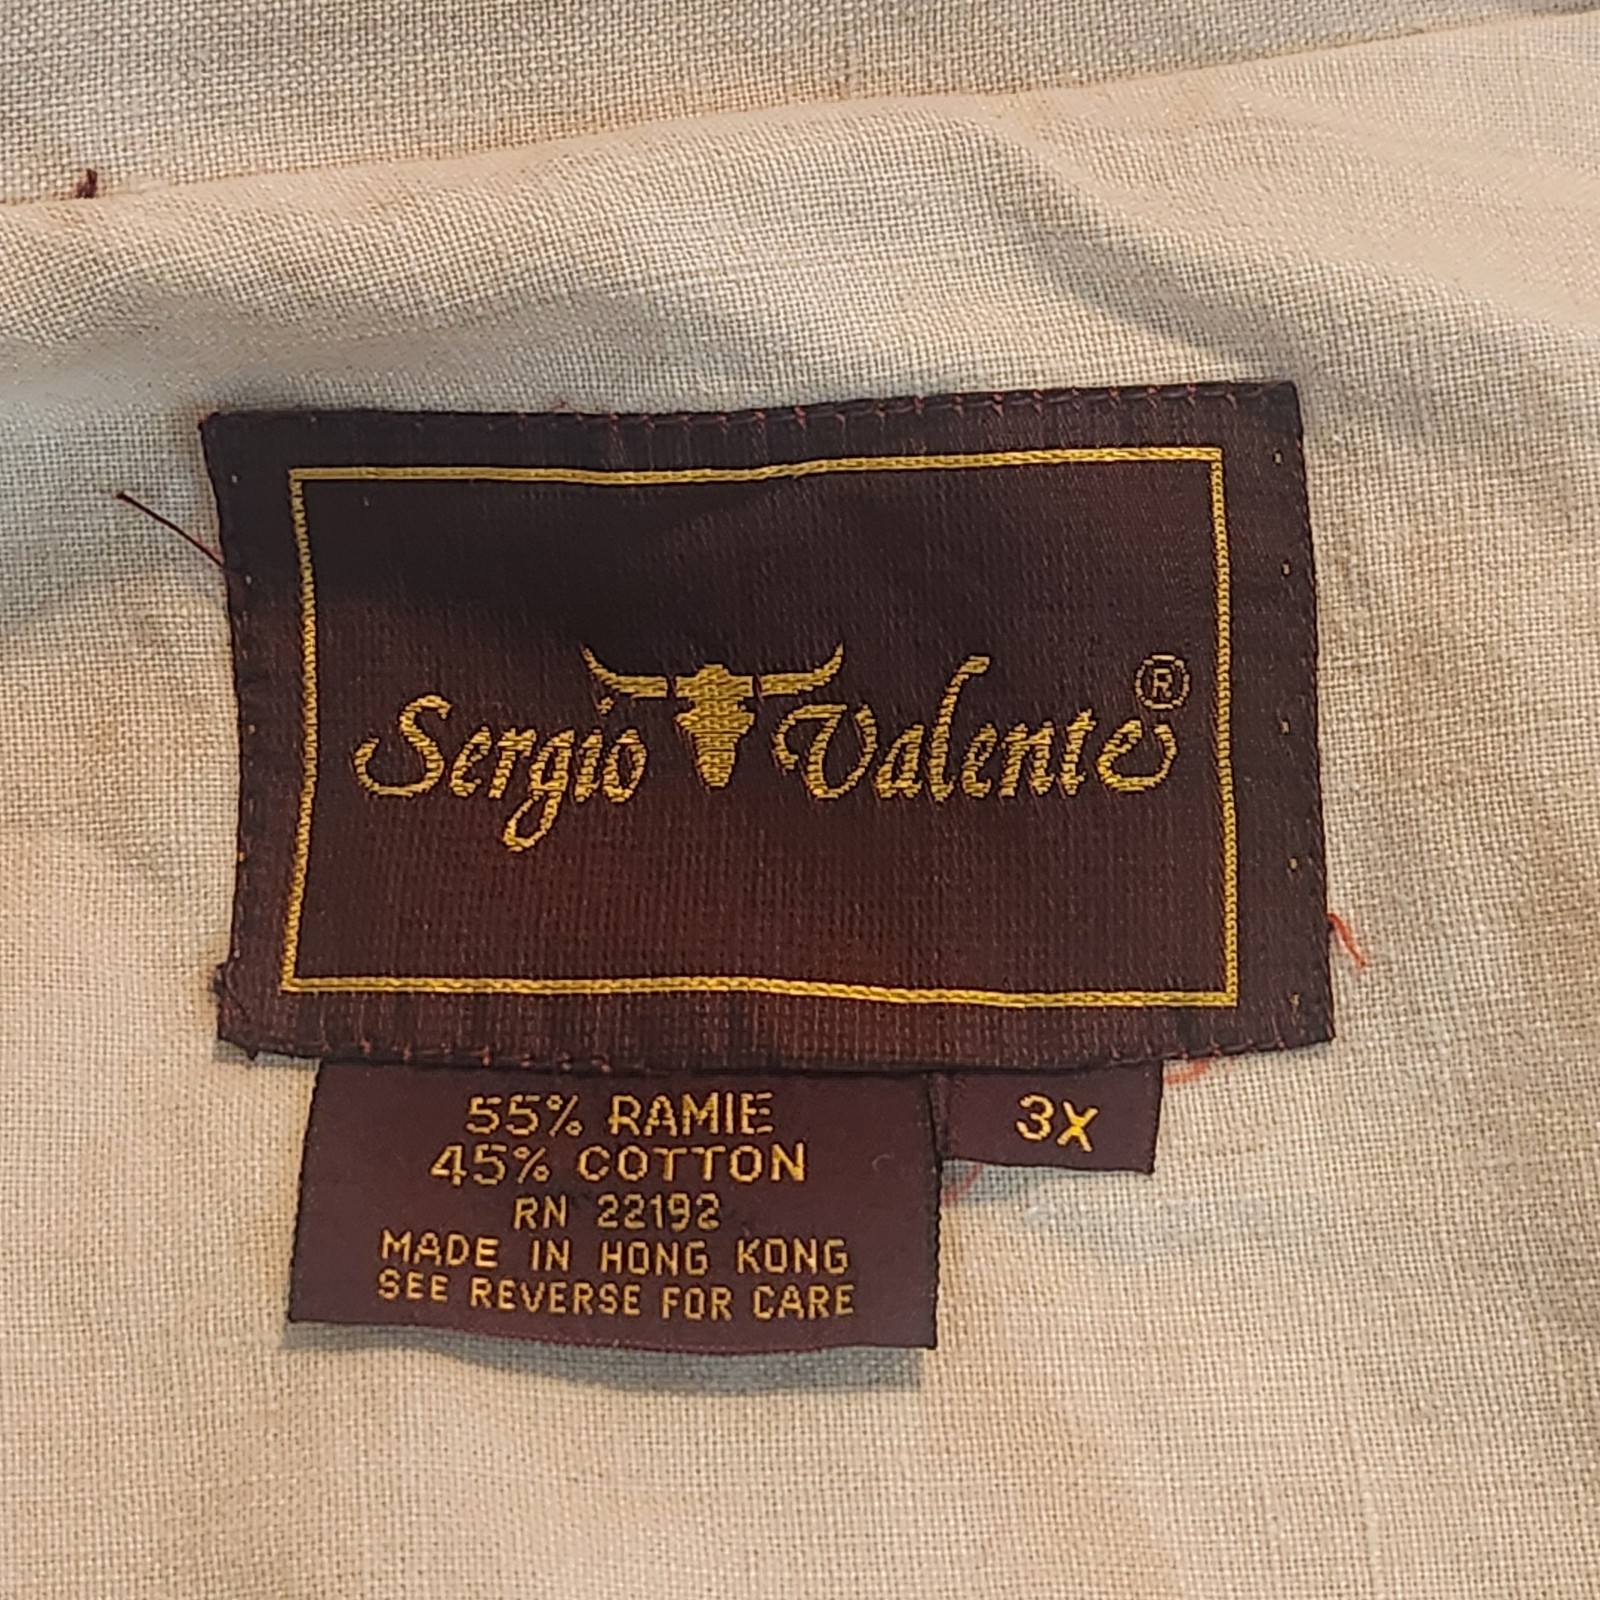 Sergio Valente®
55% RAMIE
45% COTTON
RN 22192
MADE IN HONG KONG
SEE REVERSE FOR CARE
3X